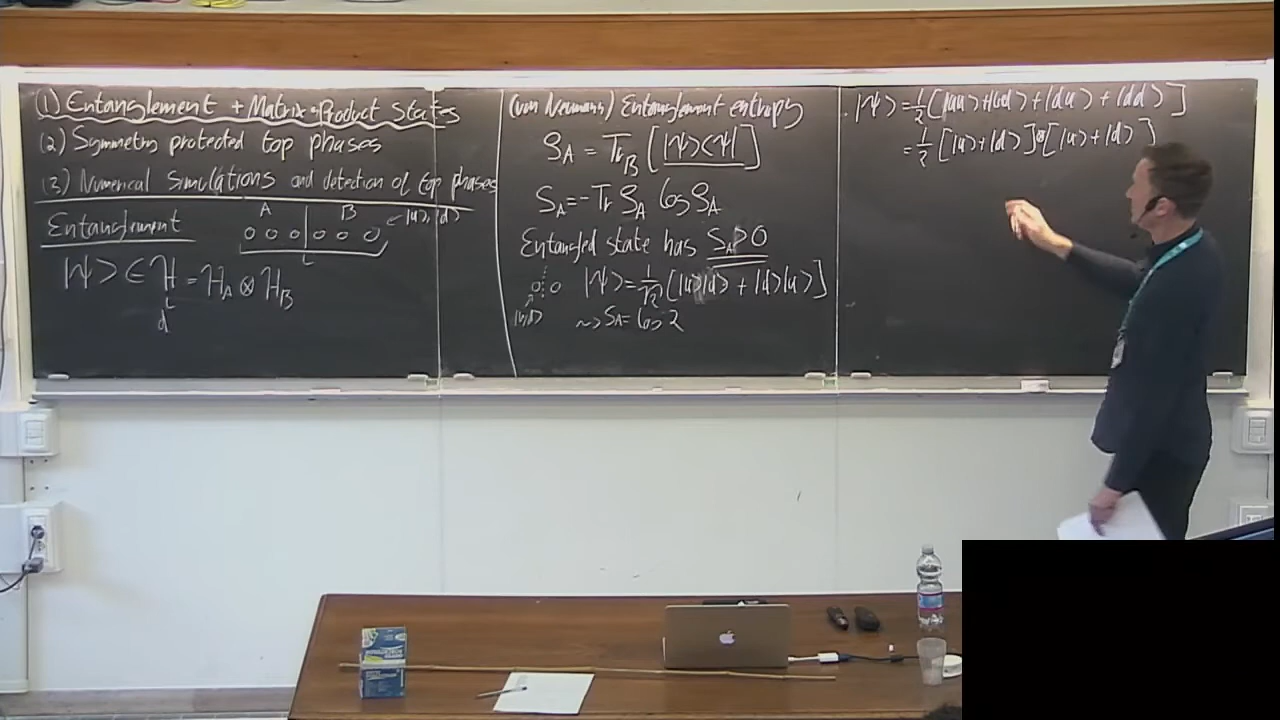 (1) Entanglement + Matrix-Product States
(2) Symmetry protected top phases
(3) Numerical simulations and detection of top phases
Entanglement
A B
|u>, |d>
L
|ψ> ∈ ℋ = ℋ_A ⊗ ℋ_B
d^L
(von Neumann) Entanglement entropy
ρ_A = Tr_B [|ψ><ψ|]
S_A = -Tr ρ_A log ρ_A
Entangled state has S_A > 0
|ψ> = 1/√2 [|u>|d> + |d>|u>]
|u>,|d>
~> S_A = log 2
|ψ> = 1/2 [|uu> + |ud> + |du> + |dd>]
= 1/2 [|u> + |d>] ⊗ [|u> + |d>]